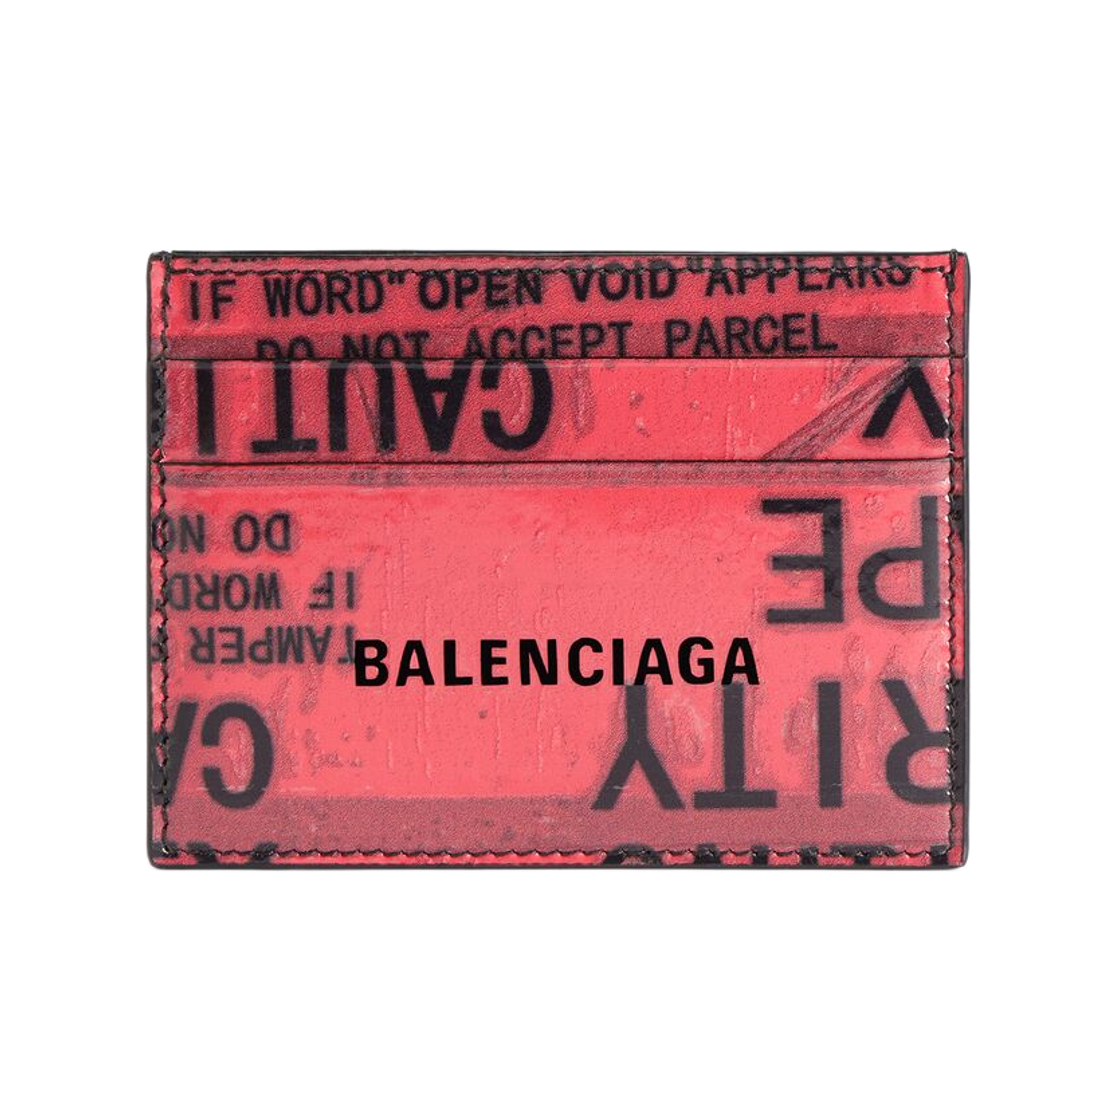 IF WORD"OPEN VOID"APPEARS
DO NOT ACCEPT PARCEL
CAUTI
V
DO NO
IF WORD
TAMPER
PE
BALENCIAGA
CA
RITY